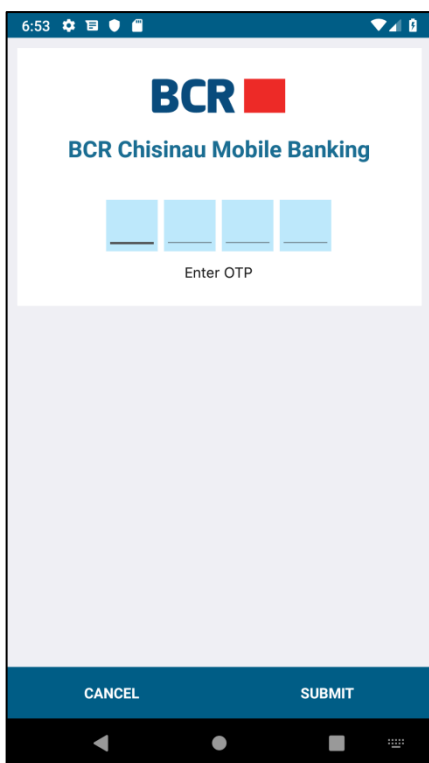 6:53
BCR
BCR Chisinau Mobile Banking
Enter OTP
CANCEL
SUBMIT